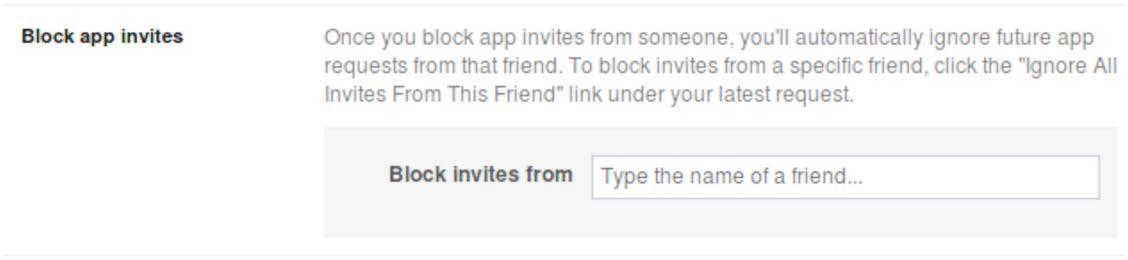 Block app invites
Once you block app invites from someone, you'll automatically ignore future app
requests from that friend. To block invites from a specific friend, click the "Ignore All
Invites From This Friend" link under your latest request.
Block invites from
Type the name of a friend...